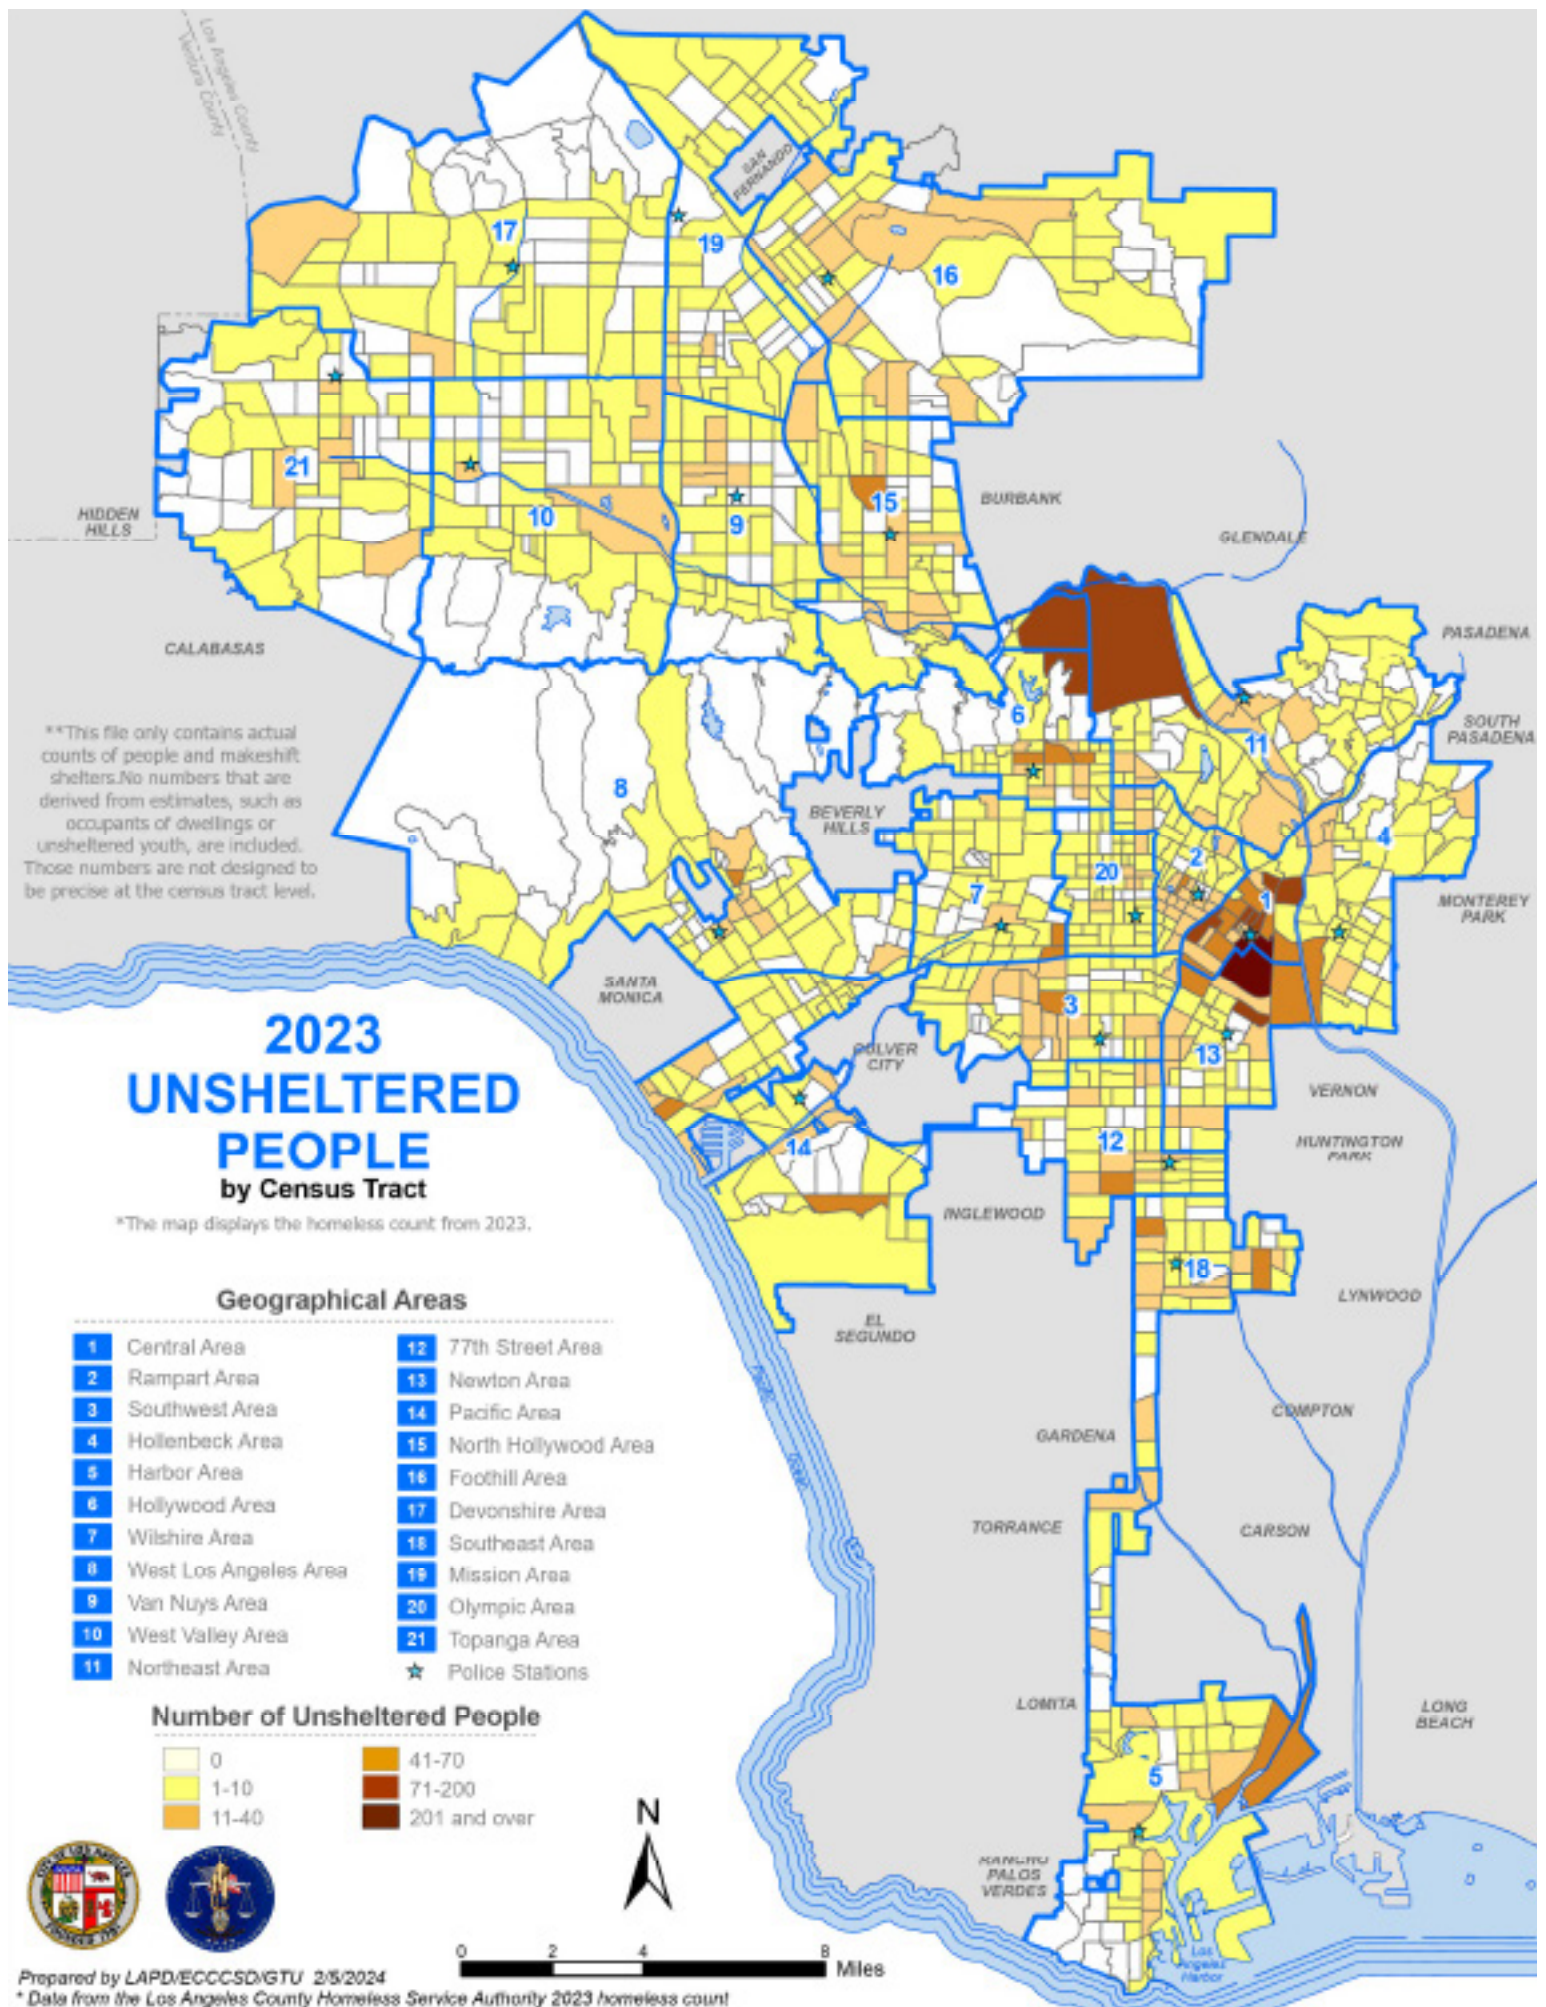 Los Angeles County
Ventura County
SAN
FERNANDO
17
19
16
21
10
9
15
BURBANK
GLENDALE
HIDDEN
HILLS
CALABASAS
PASADENA
SOUTH
PASADENA
6
11
8
BEVERLY
HILLS
4
2
20
7
1
MONTEREY
PARK
**This file only contains actual
counts of people and makeshift
shelters.No numbers that are
derived from estimates, such as
occupants of dwellings or
unsheltered youth, are included.
Those numbers are not designed to
be precise at the census tract level.
SANTA
MONICA
3
CULVER
CITY
13
VERNON
14
12
HUNTINGTON
PARK
INGLEWOOD
18
LYNWOOD
EL
SEGUNDO
COMPTON
GARDENA
TORRANCE
CARSON
LOMITA
LONG
BEACH
5
RANCHO
PALOS
VERDES
Los
Angeles
Harbor
Pacific
Ocean
2023
UNSHELTERED
PEOPLE
by Census Tract
*The map displays the homeless count from 2023.
Geographical Areas
1 Central Area
2 Rampart Area
3 Southwest Area
4 Hollenbeck Area
5 Harbor Area
6 Hollywood Area
7 Wilshire Area
8 West Los Angeles Area
9 Van Nuys Area
10 West Valley Area
11 Northeast Area
12 77th Street Area
13 Newton Area
14 Pacific Area
15 North Hollywood Area
16 Foothill Area
17 Devonshire Area
18 Southeast Area
19 Mission Area
20 Olympic Area
21 Topanga Area
Police Stations
Number of Unsheltered People
0
1-10
11-40
41-70
71-200
201 and over
N
0 2 4 8
Miles
CITY OF LOS ANGELES
FOUNDED 1781
Prepared by LAPD/ECCCSD/GTU 2/5/2024
* Data from the Los Angeles County Homeless Service Authority 2023 homeless count